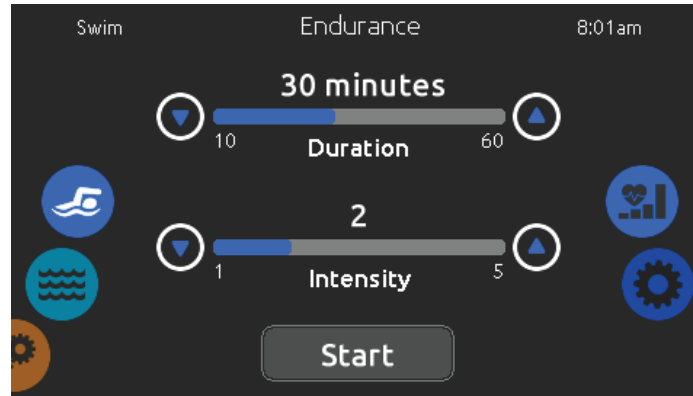 Swim Endurance 8:01am
30 minutes
10 Duration 60
2
1 Intensity 5
Start